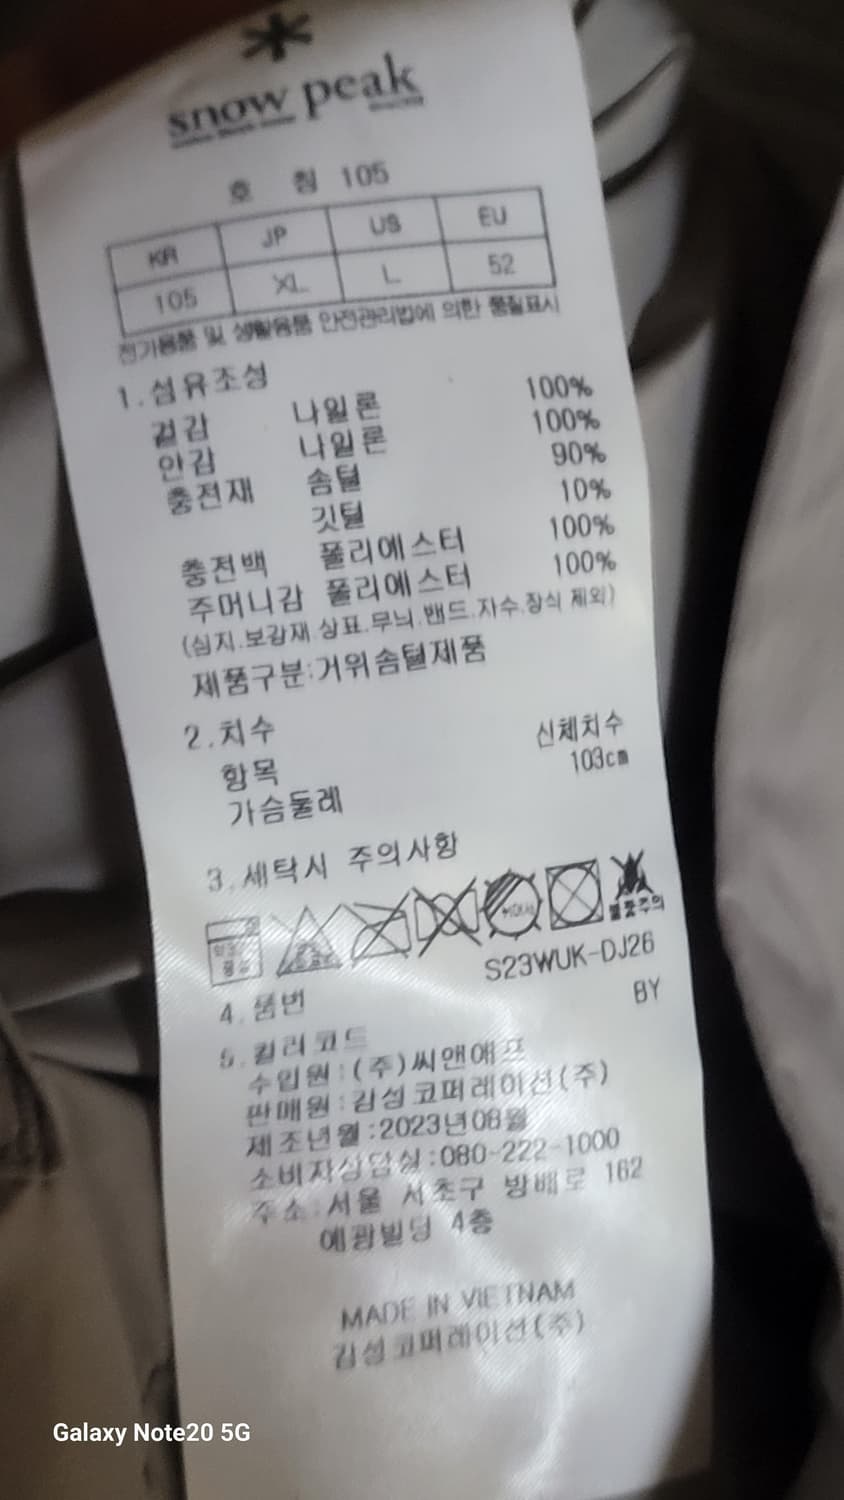 snow peak
호 칭 105
KR JP US EU
105 XL L 52
전기용품 및 생활용품 안전관리법에 의한 품질표시
1.섬유조성
겉감 나일론 100%
안감 나일론 100%
충전재 솜털 90%
깃털 10%
충전백 폴리에스터 100%
주머니감 폴리에스터 100%
(심지.보강재.상표.무늬.밴드.자수.장식 제외)
제품구분:거위솜털제품
2.치수
항목 신체치수
가슴둘레 103cm
3.세탁시 주의사항
물통주의
4.품번 S23WUK-DJ26
5.컬러코드 BY
수입원:(주)씨앤에프
판매원:감성코퍼레이션(주)
제조년월:2023년08월
소비자상담실:080-222-1000
주소:서울 서초구 방배로 162
예광빌딩 4층
MADE IN VIETNAM
감성코퍼레이션(주)
Galaxy Note20 5G